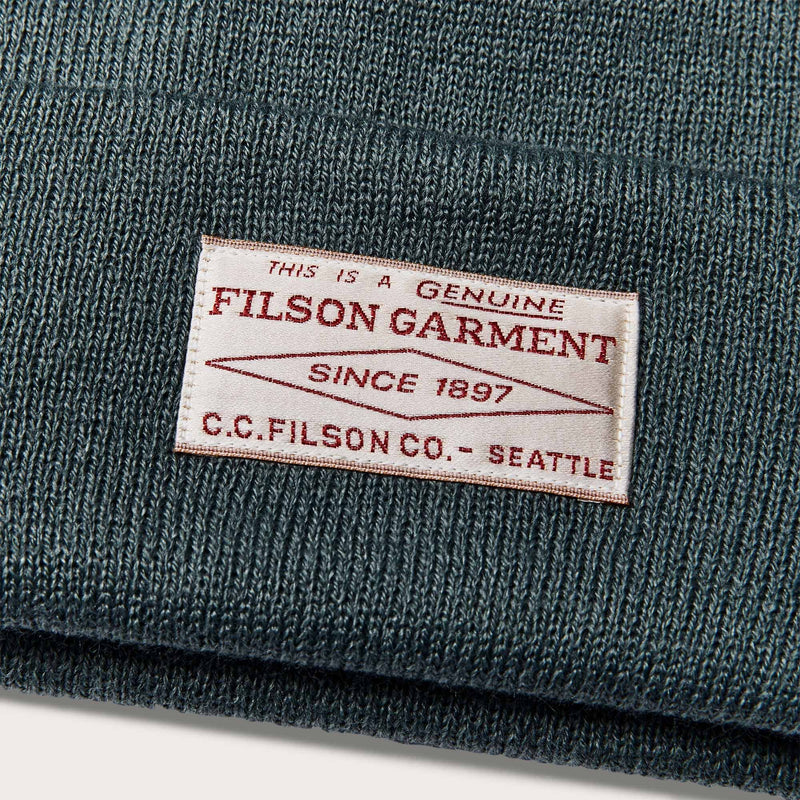 THIS IS A GENUINE
FILSON GARMENT
SINCE 1897
C.C.FILSON CO. - SEATTLE